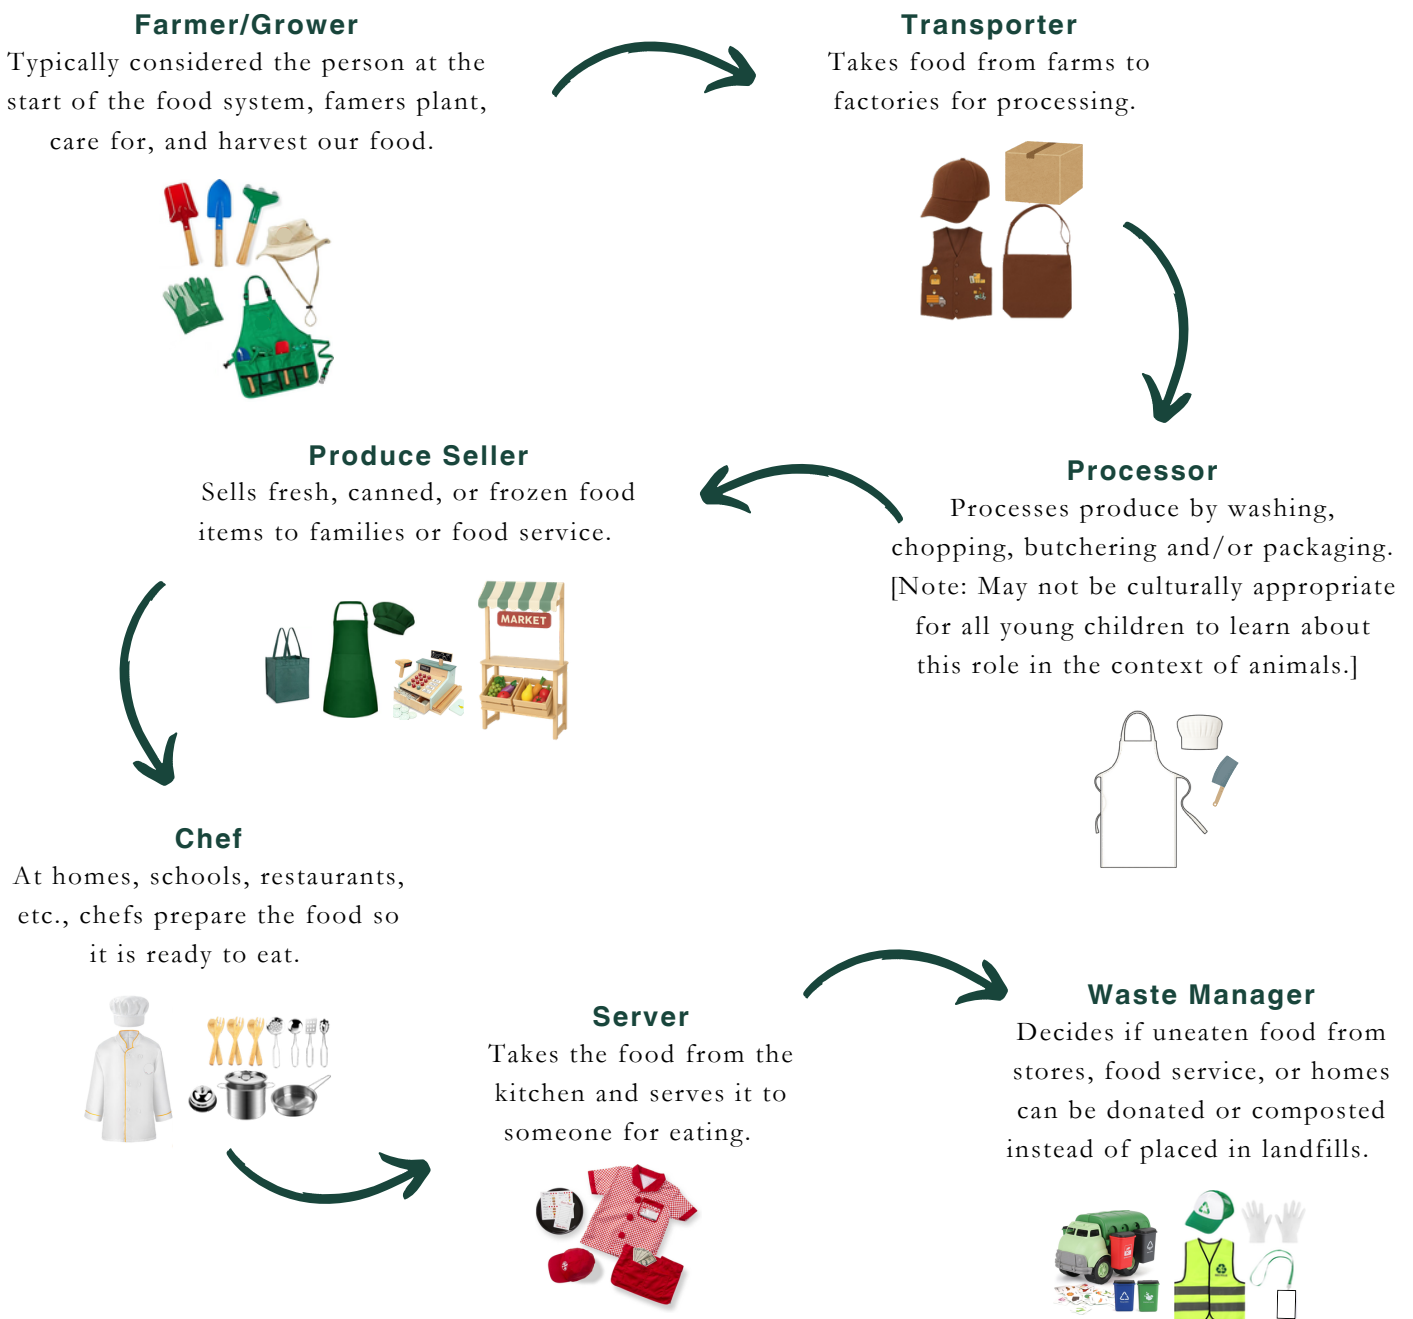 Farmer/Grower
Typically considered the person at the
start of the food system, famers plant,
care for, and harvest our food.
Transporter
Takes food from farms to
factories for processing.
Processor
Processes produce by washing,
chopping, butchering and/or packaging.
[Note: May not be culturally appropriate
for all young children to learn about
this role in the context of animals.]
Produce Seller
Sells fresh, canned, or frozen food
items to families or food service.
MARKET
Chef
At homes, schools, restaurants,
etc., chefs prepare the food so
it is ready to eat.
Server
Takes the food from the
kitchen and serves it to
someone for eating.
Waste Manager
Decides if uneaten food from
stores, food service, or homes
can be donated or composted
instead of placed in landfills.